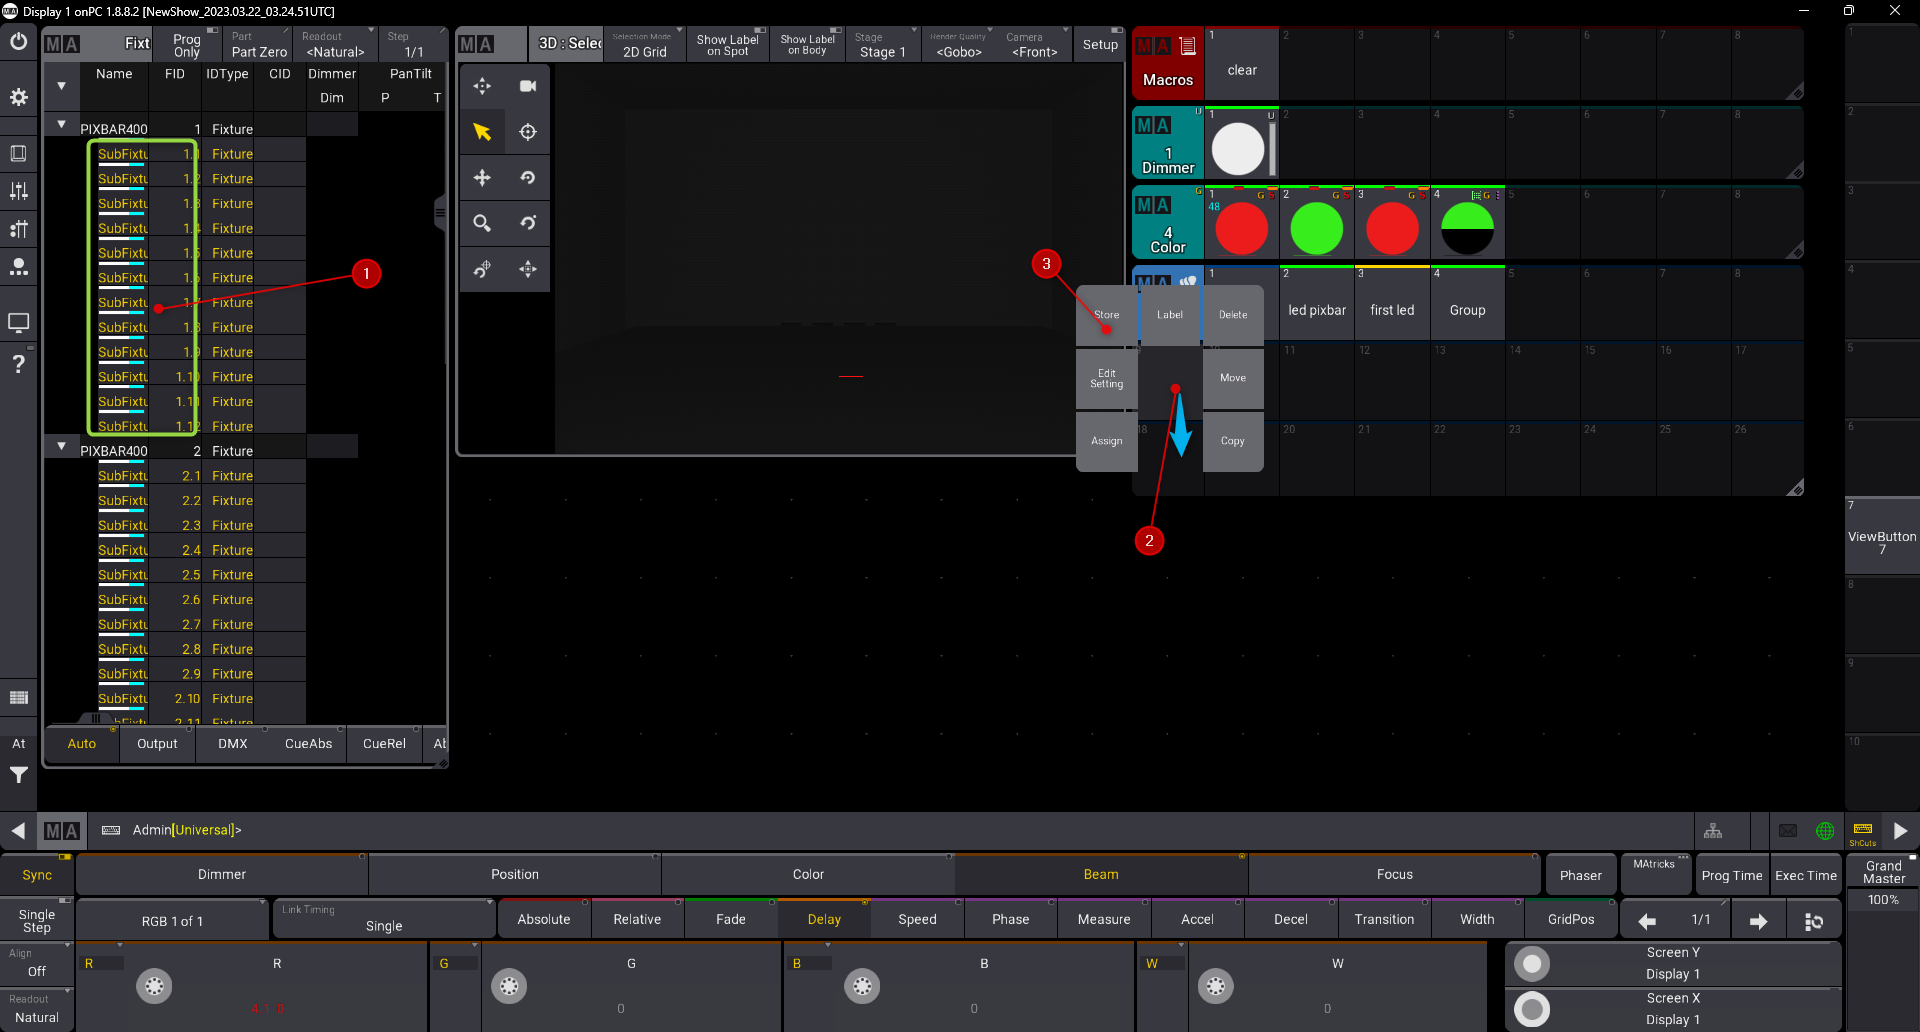 Display 1 onPC 1.8.8.2 [NewShow_2023.03.22_03.24.51UTC]
MA Fixt Prog Only Part Part Zero Readout <Natural> Step 1/1
Name FID IDType CID Dimmer PanTilt
Dim P T
PIXBAR400 1 Fixture
SubFixtu 1.1 Fixture
SubFixtu 1.2 Fixture
SubFixtu 1.3 Fixture
SubFixtu 1.4 Fixture
SubFixtu 1.5 Fixture
SubFixtu 1.6 Fixture
SubFixtu 1.7 Fixture
SubFixtu 1.8 Fixture
SubFixtu 1.9 Fixture
SubFixtu 1.10 Fixture
SubFixtu 1.11 Fixture
SubFixtu 1.12 Fixture
PIXBAR400 2 Fixture
SubFixtu 2.1 Fixture
SubFixtu 2.2 Fixture
SubFixtu 2.3 Fixture
SubFixtu 2.4 Fixture
SubFixtu 2.5 Fixture
SubFixtu 2.6 Fixture
SubFixtu 2.7 Fixture
SubFixtu 2.8 Fixture
SubFixtu 2.9 Fixture
SubFixtu 2.10 Fixture
SubFixtu 2.11 Fixture
Auto Output DMX CueAbs CueRel Ab
1
MA 3D : Selec Selection Mode 2D Grid Show Label on Spot Show Label on Body Stage Stage 1 Render Quality <Gobo> Camera <Front> Setup
MA Macros 1 clear 2 3 4 5 6 7 8
MA U 1 Dimmer 1 U 2 3 4 5 6 7 8
MA G 4 Color 1 48 G S 2 G S 3 G S 4 G 5 6 7 8
MA 1 2 led pixbar 3 first led 4 Group 5 6 7 8
11 12 13 14 15 16 17
18 20 21 22 23 24 25 26
3
Store Label Delete
Edit Setting Move
Assign Copy
2
1
2
3
4
5
6
7
ViewButton 7
8
9
10
?
At
MA Admin[Universal]>
ShCuts
Sync Dimmer Position Color Beam Focus Phaser MAtricks Prog Time Exec Time Grand Master
100%
Single Step RGB 1 of 1 Link Timing Single Absolute Relative Fade Delay Speed Phase Measure Accel Decel Transition Width GridPos 1/1
Align Off
R R G G B B W W
Readout Natural
4.1 0 0 0 0
Screen Y
Display 1
Screen X
Display 1